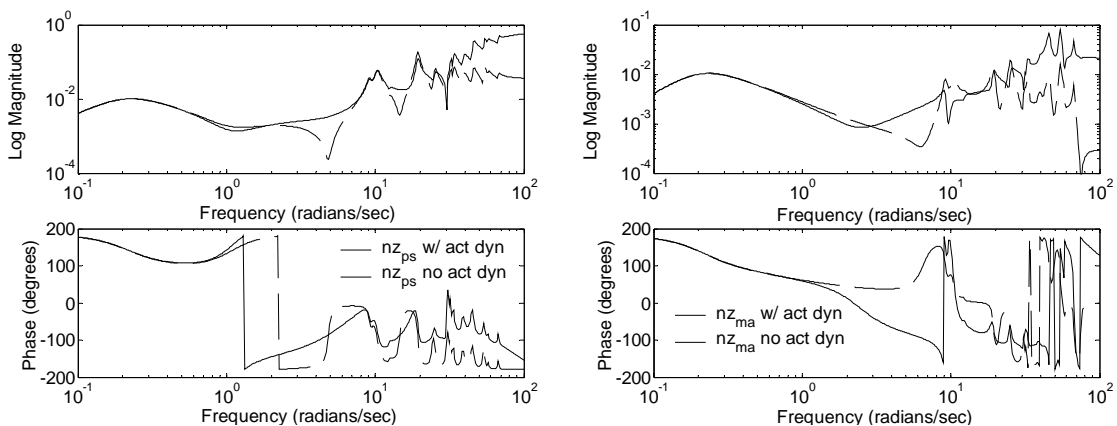 10^0
10^-2
10^-4
Log Magnitude
10^-1 10^0 10^1 10^2
Frequency (radians/sec)
10^-1
10^-2
10^-3
10^-4
Log Magnitude
10^-1 10^0 10^1 10^2
Frequency (radians/sec)
200
100
0
-100
-200
Phase (degrees)
nz_ps w/ act dyn
nz_ps no act dyn
10^-1 10^0 10^1 10^2
Frequency (radians/sec)
200
100
0
-100
-200
Phase (degrees)
nz_ma w/ act dyn
nz_ma no act dyn
10^-1 10^0 10^1 10^2
Frequency (radians/sec)